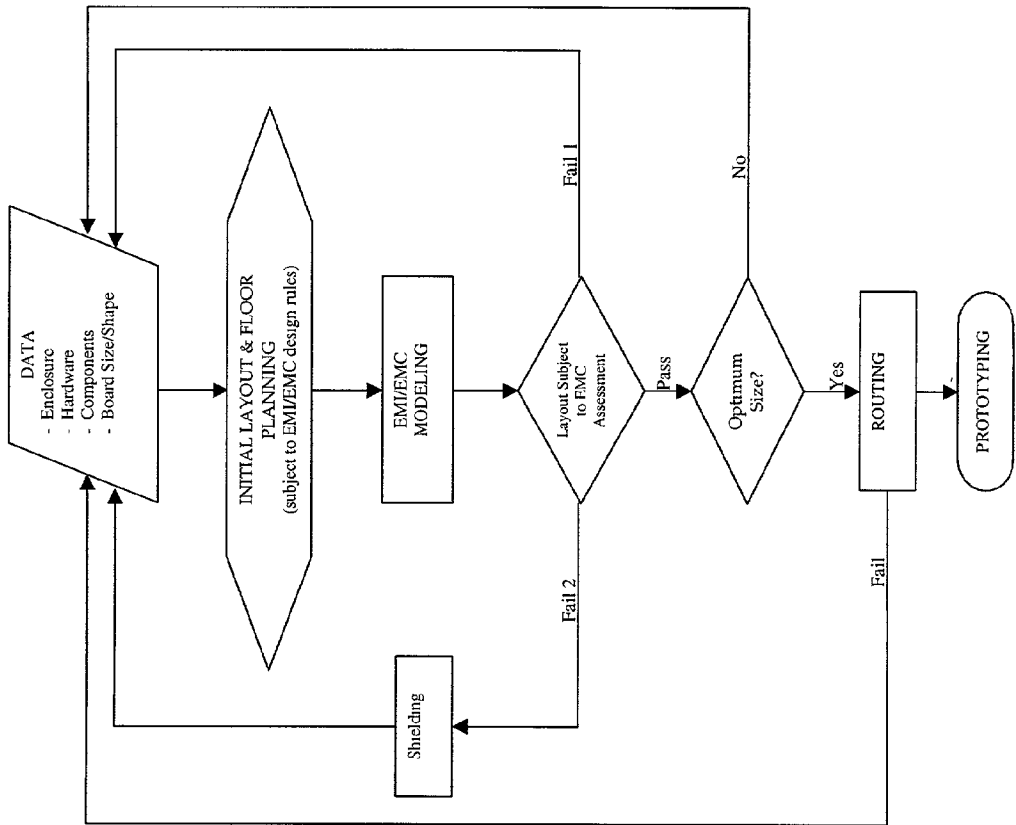 DATA
- Enclosure
- Hardware
- Components
- Board Size/Shape
INITIAL LAYOUT & FLOOR
PLANNING
(subject to EMI/EMC design rules)
EMI/EMC
MODELING
Layout Subject
to EMC
Assessment
Fail 1
Fail 2
Shielding
Pass
Optimum
Size?
No
Yes
ROUTING
Fail
PROTOTYPING